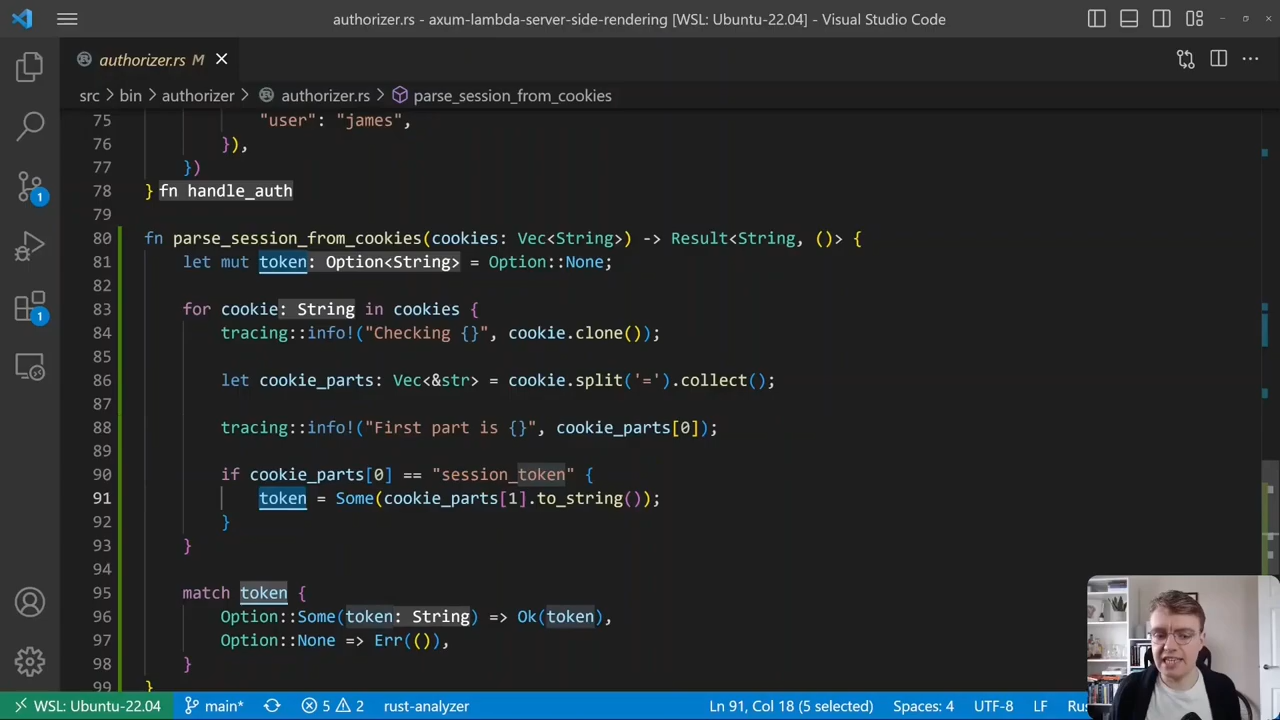 authorizer.rs - axum-lambda-server-side-rendering [WSL: Ubuntu-22.04] - Visual Studio Code
authorizer.rs M
src > bin > authorizer > authorizer.rs > parse_session_from_cookies
75 "user": "james",
76 }),
77 })
78 } fn handle_auth
79
80 fn parse_session_from_cookies(cookies: Vec<String>) -> Result<String, ()> {
81 let mut token: Option<String> = Option::None;
82
83 for cookie: String in cookies {
84 tracing::info!("Checking {}", cookie.clone());
85
86 let cookie_parts: Vec<&str> = cookie.split('=').collect();
87
88 tracing::info!("First part is {}", cookie_parts[0]);
89
90 if cookie_parts[0] == "session_token" {
91 token = Some(cookie_parts[1].to_string());
92 }
93 }
94
95 match token {
96 Option::Some(token: String) => Ok(token),
97 Option::None => Err(()),
98 }
99 }
1
1
WSL: Ubuntu-22.04 main* 5 2 rust-analyzer Ln 91, Col 18 (5 selected) Spaces: 4 UTF-8 LF